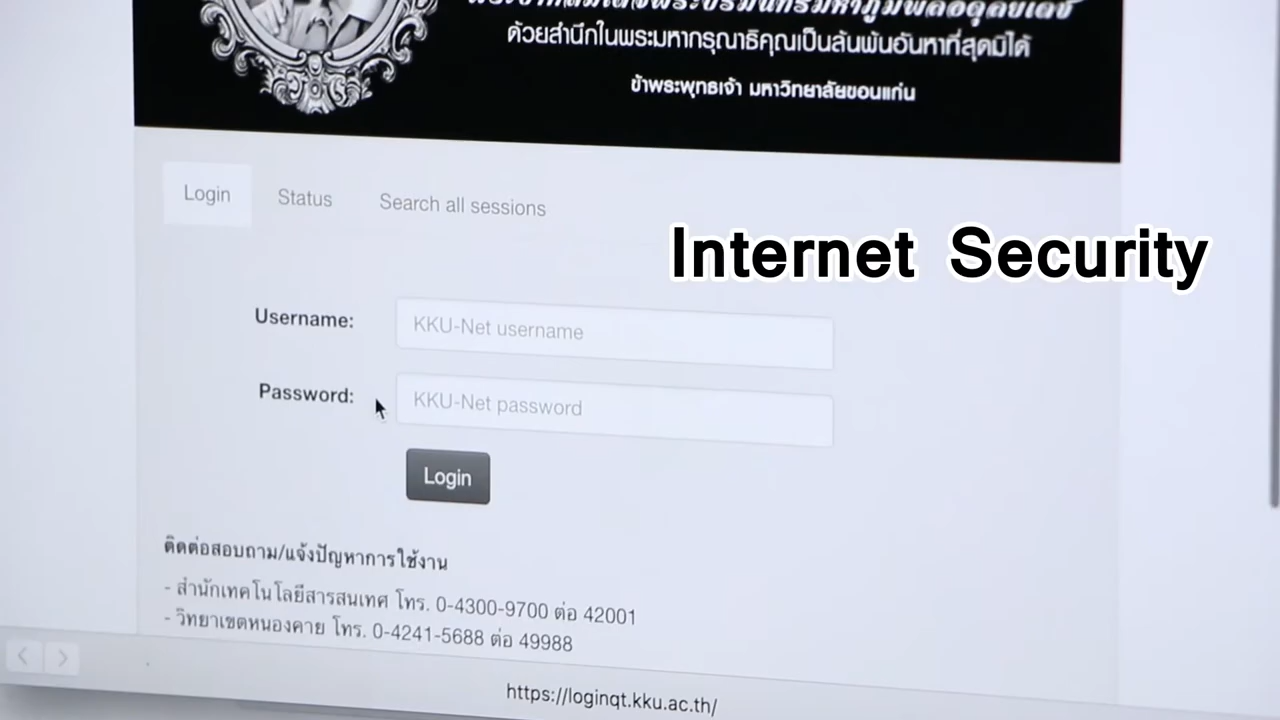 ด้วยสำนึกในพระมหากรุณาธิคุณเป็นล้นพ้นอันหาที่สุดมิได้
ข้าพระพุทธเจ้า มหาวิทยาลัยขอนแก่น
Login Status Search all sessions
Internet Security
Username: KKU-Net username
Password: KKU-Net password
Login
ติดต่อสอบถาม/แจ้งปัญหาการใช้งาน
- สำนักเทคโนโลยีสารสนเทศ โทร. 0-4300-9700 ต่อ 42001
- วิทยาเขตหนองคาย โทร. 0-4241-5688 ต่อ 49988
https://loginqt.kku.ac.th/